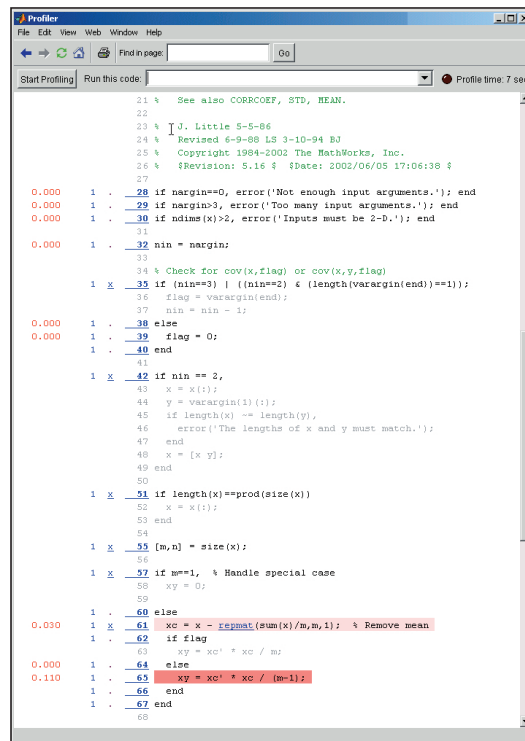 Profiler
File Edit View Web Window Help
Find in page: Go
Start Profiling Run this code: Profile time: 7 sec
21 % See also CORRCOEF, STD, MEAN.
22
23 % J. Little 5-5-86
24 % Revised 6-9-88 LS 3-10-94 BJ
25 % Copyright 1984-2002 The MathWorks, Inc.
26 % $Revision: 5.16 $ $Date: 2002/06/05 17:06:38 $
27
0.000 1 . 28 if nargin==0, error('Not enough input arguments.'); end
0.000 1 . 29 if nargin>3, error('Too many input arguments.'); end
0.000 1 . 30 if ndims(x)>2, error('Inputs must be 2-D.'); end
31
0.000 1 . 32 nin = nargin;
33
34 % Check for cov(x,flag) or cov(x,y,flag)
1 x 35 if (nin==3) | ((nin==2) & (length(varargin{end})==1));
36 flag = varargin{end};
37 nin = nin - 1;
0.000 1 . 38 else
0.000 1 . 39 flag = 0;
1 . 40 end
41
1 x 42 if nin == 2,
43 x = x(:);
44 y = varargin{1}(:);
45 if length(x) ~= length(y),
46 error('The lengths of x and y must match.');
47 end
48 x = [x y];
49 end
50
1 x 51 if length(x)==prod(size(x))
52 x = x(:);
53 end
54
1 x 55 [m,n] = size(x);
56
1 x 57 if m==1, % Handle special case
58 xy = 0;
59
1 . 60 else
0.030 1 x 61 xc = x - repmat(sum(x)/m,m,1); % Remove mean
1 . 62 if flag
63 xy = xc' * xc / m;
0.000 1 . 64 else
0.110 1 . 65 xy = xc' * xc / (m-1);
1 . 66 end
1 . 67 end
68